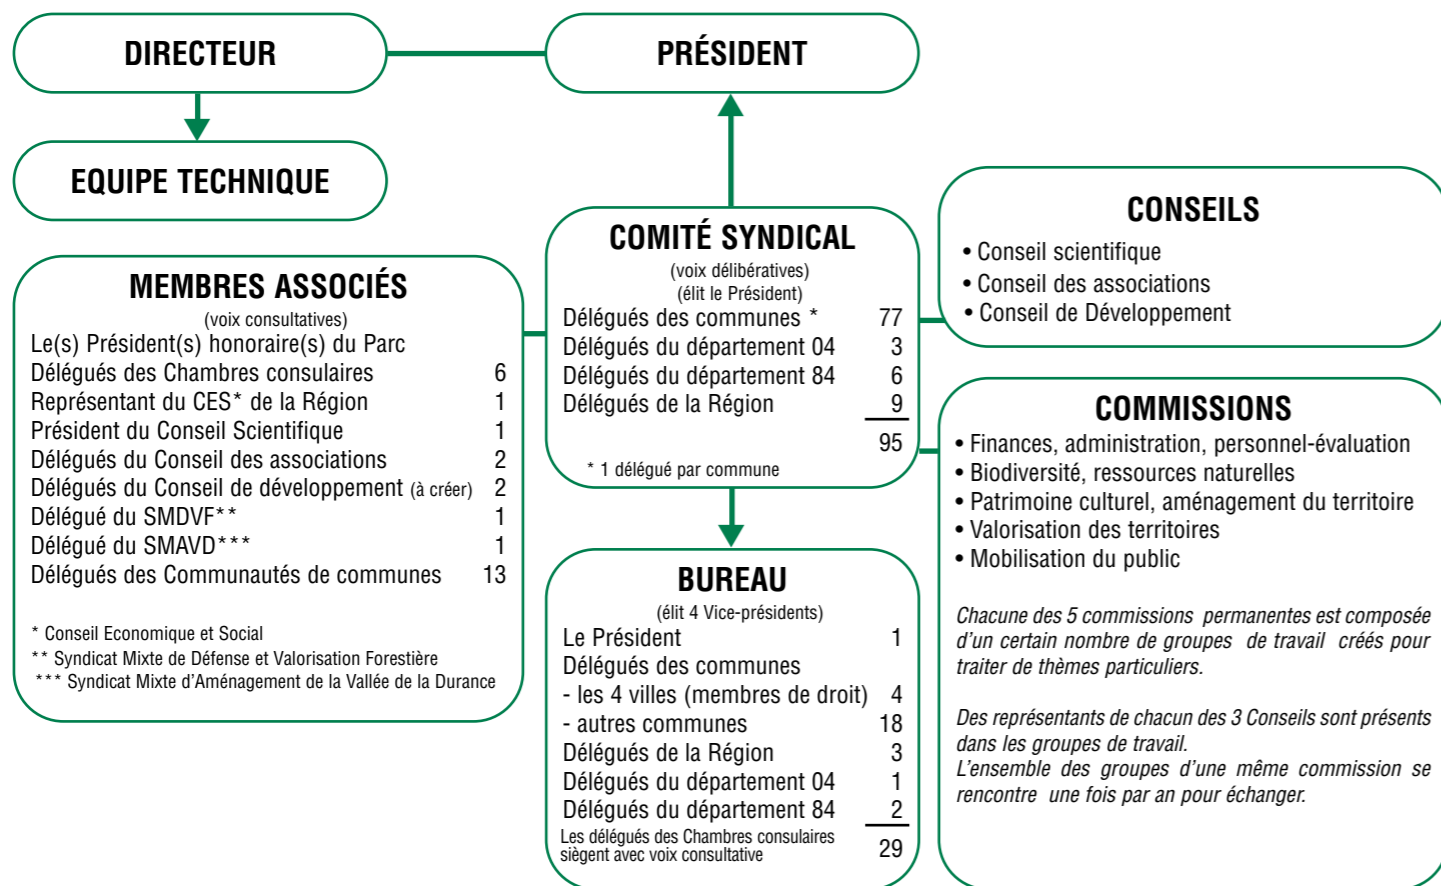 DIRECTEUR
PRÉSIDENT
EQUIPE TECHNIQUE
MEMBRES ASSOCIÉS
(voix consultatives)
Le(s) Président(s) honoraire(s) du Parc
Délégués des Chambres consulaires 6
Représentant du CES* de la Région 1
Président du Conseil Scientifique 1
Délégués du Conseil des associations 2
Délégués du Conseil de développement (à créer) 2
Délégué du SMDVF** 1
Délégué du SMAVD*** 1
Délégués des Communautés de communes 13
* Conseil Economique et Social
** Syndicat Mixte de Défense et Valorisation Forestière
*** Syndicat Mixte d'Aménagement de la Vallée de la Durance
COMITÉ SYNDICAL
(voix délibératives)
(élit le Président)
Délégués des communes * 77
Délégués du département 04 3
Délégués du département 84 6
Délégués de la Région 9
95
* 1 délégué par commune
BUREAU
(élit 4 Vice-présidents)
Le Président 1
Délégués des communes
- les 4 villes (membres de droit) 4
- autres communes 18
Délégués de la Région 3
Délégués du département 04 1
Délégués du département 84 2
Les délégués des Chambres consulaires
siègent avec voix consultative 29
CONSEILS
• Conseil scientifique
• Conseil des associations
• Conseil de Développement
COMMISSIONS
• Finances, administration, personnel-évaluation
• Biodiversité, ressources naturelles
• Patrimoine culturel, aménagement du territoire
• Valorisation des territoires
• Mobilisation du public
Chacune des 5 commissions permanentes est composée
d'un certain nombre de groupes de travail créés pour
traiter de thèmes particuliers.
Des représentants de chacun des 3 Conseils sont présents
dans les groupes de travail.
L'ensemble des groupes d'une même commission se
rencontre une fois par an pour échanger.